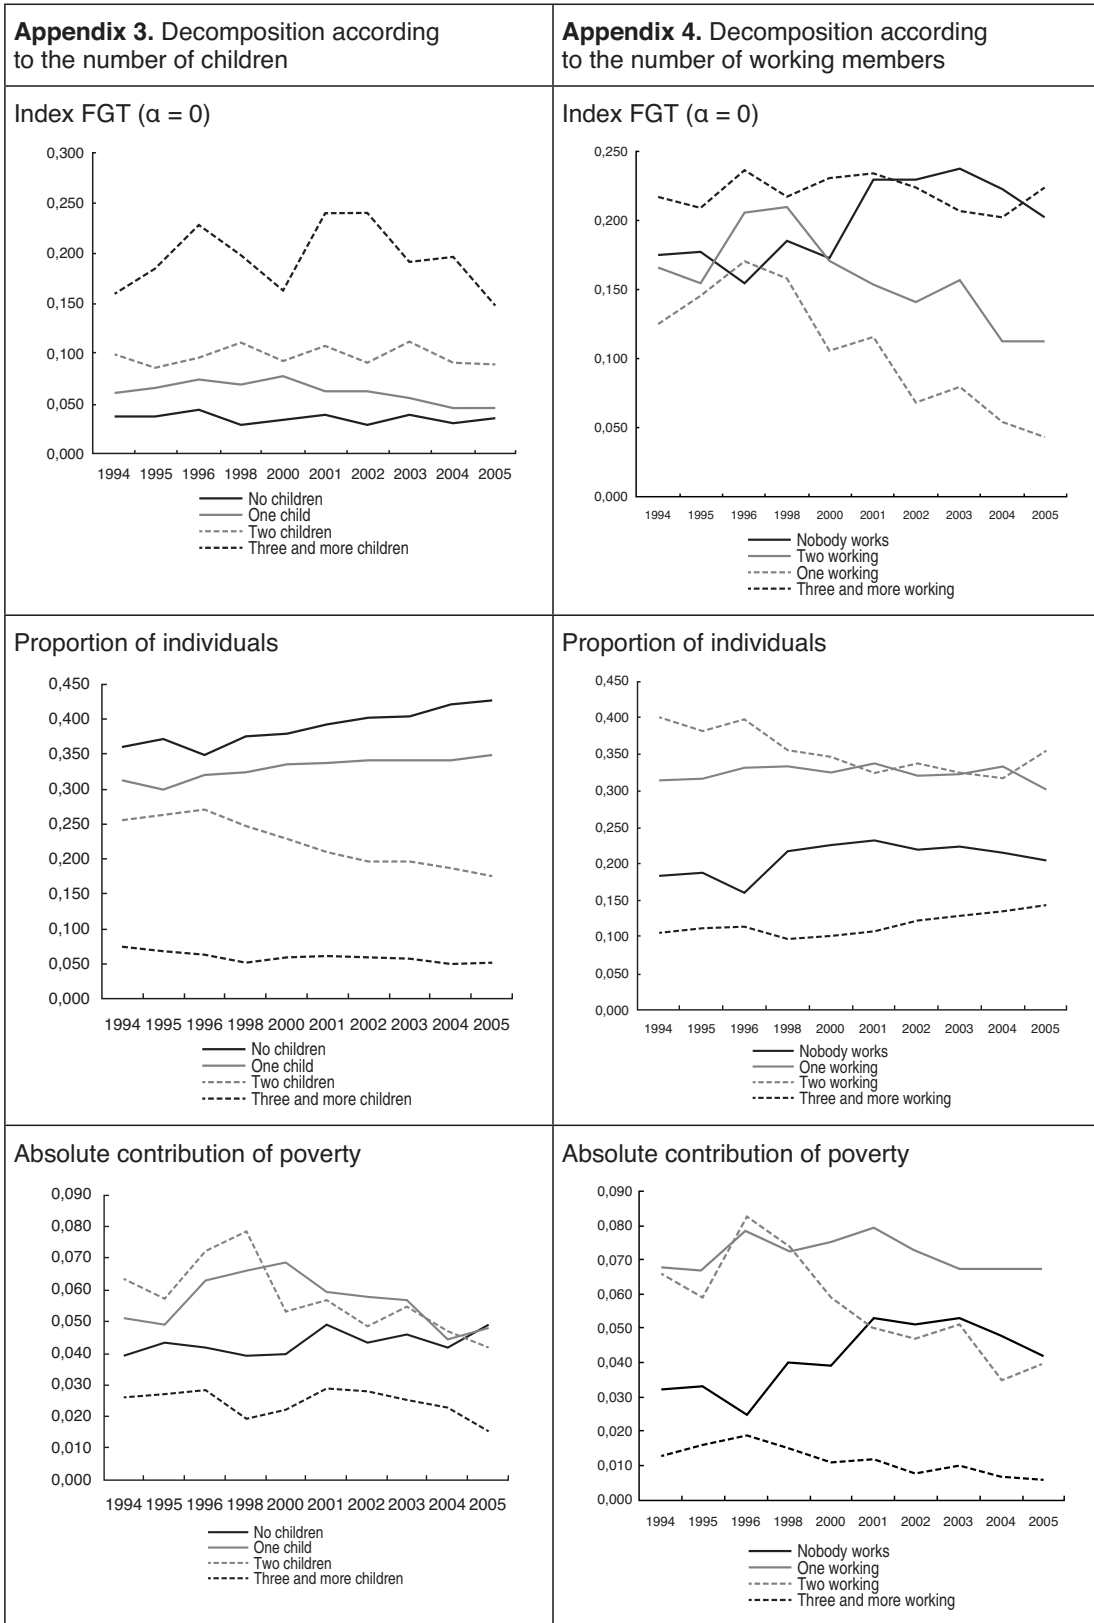 Appendix 3. Decomposition according
to the number of children
Appendix 4. Decomposition according
to the number of working members
Index FGT (α = 0)
0,300
0,250
0,200
0,150
0,100
0,050
0,000
1994 1995 1996 1998 2000 2001 2002 2003 2004 2005
No children
One child
Two children
Three and more children
Index FGT (α = 0)
0,250
0,200
0,150
0,100
0,050
0,000
1994 1995 1996 1998 2000 2001 2002 2003 2004 2005
Nobody works
Two working
One working
Three and more working
Proportion of individuals
0,450
0,400
0,350
0,300
0,250
0,200
0,150
0,100
0,050
0,000
1994 1995 1996 1998 2000 2001 2002 2003 2004 2005
No children
One child
Two children
Three and more children
Proportion of individuals
0,450
0,400
0,350
0,300
0,250
0,200
0,150
0,100
0,050
0,000
1994 1995 1996 1998 2000 2001 2002 2003 2004 2005
Nobody works
One working
Two working
Three and more working
Absolute contribution of poverty
0,090
0,080
0,070
0,060
0,050
0,040
0,030
0,020
0,010
0,000
1994 1995 1996 1998 2000 2001 2002 2003 2004 2005
No children
One child
Two children
Three and more children
Absolute contribution of poverty
0,090
0,080
0,070
0,060
0,050
0,040
0,030
0,020
0,010
0,000
1994 1995 1996 1998 2000 2001 2002 2003 2004 2005
Nobody works
One working
Two working
Three and more working